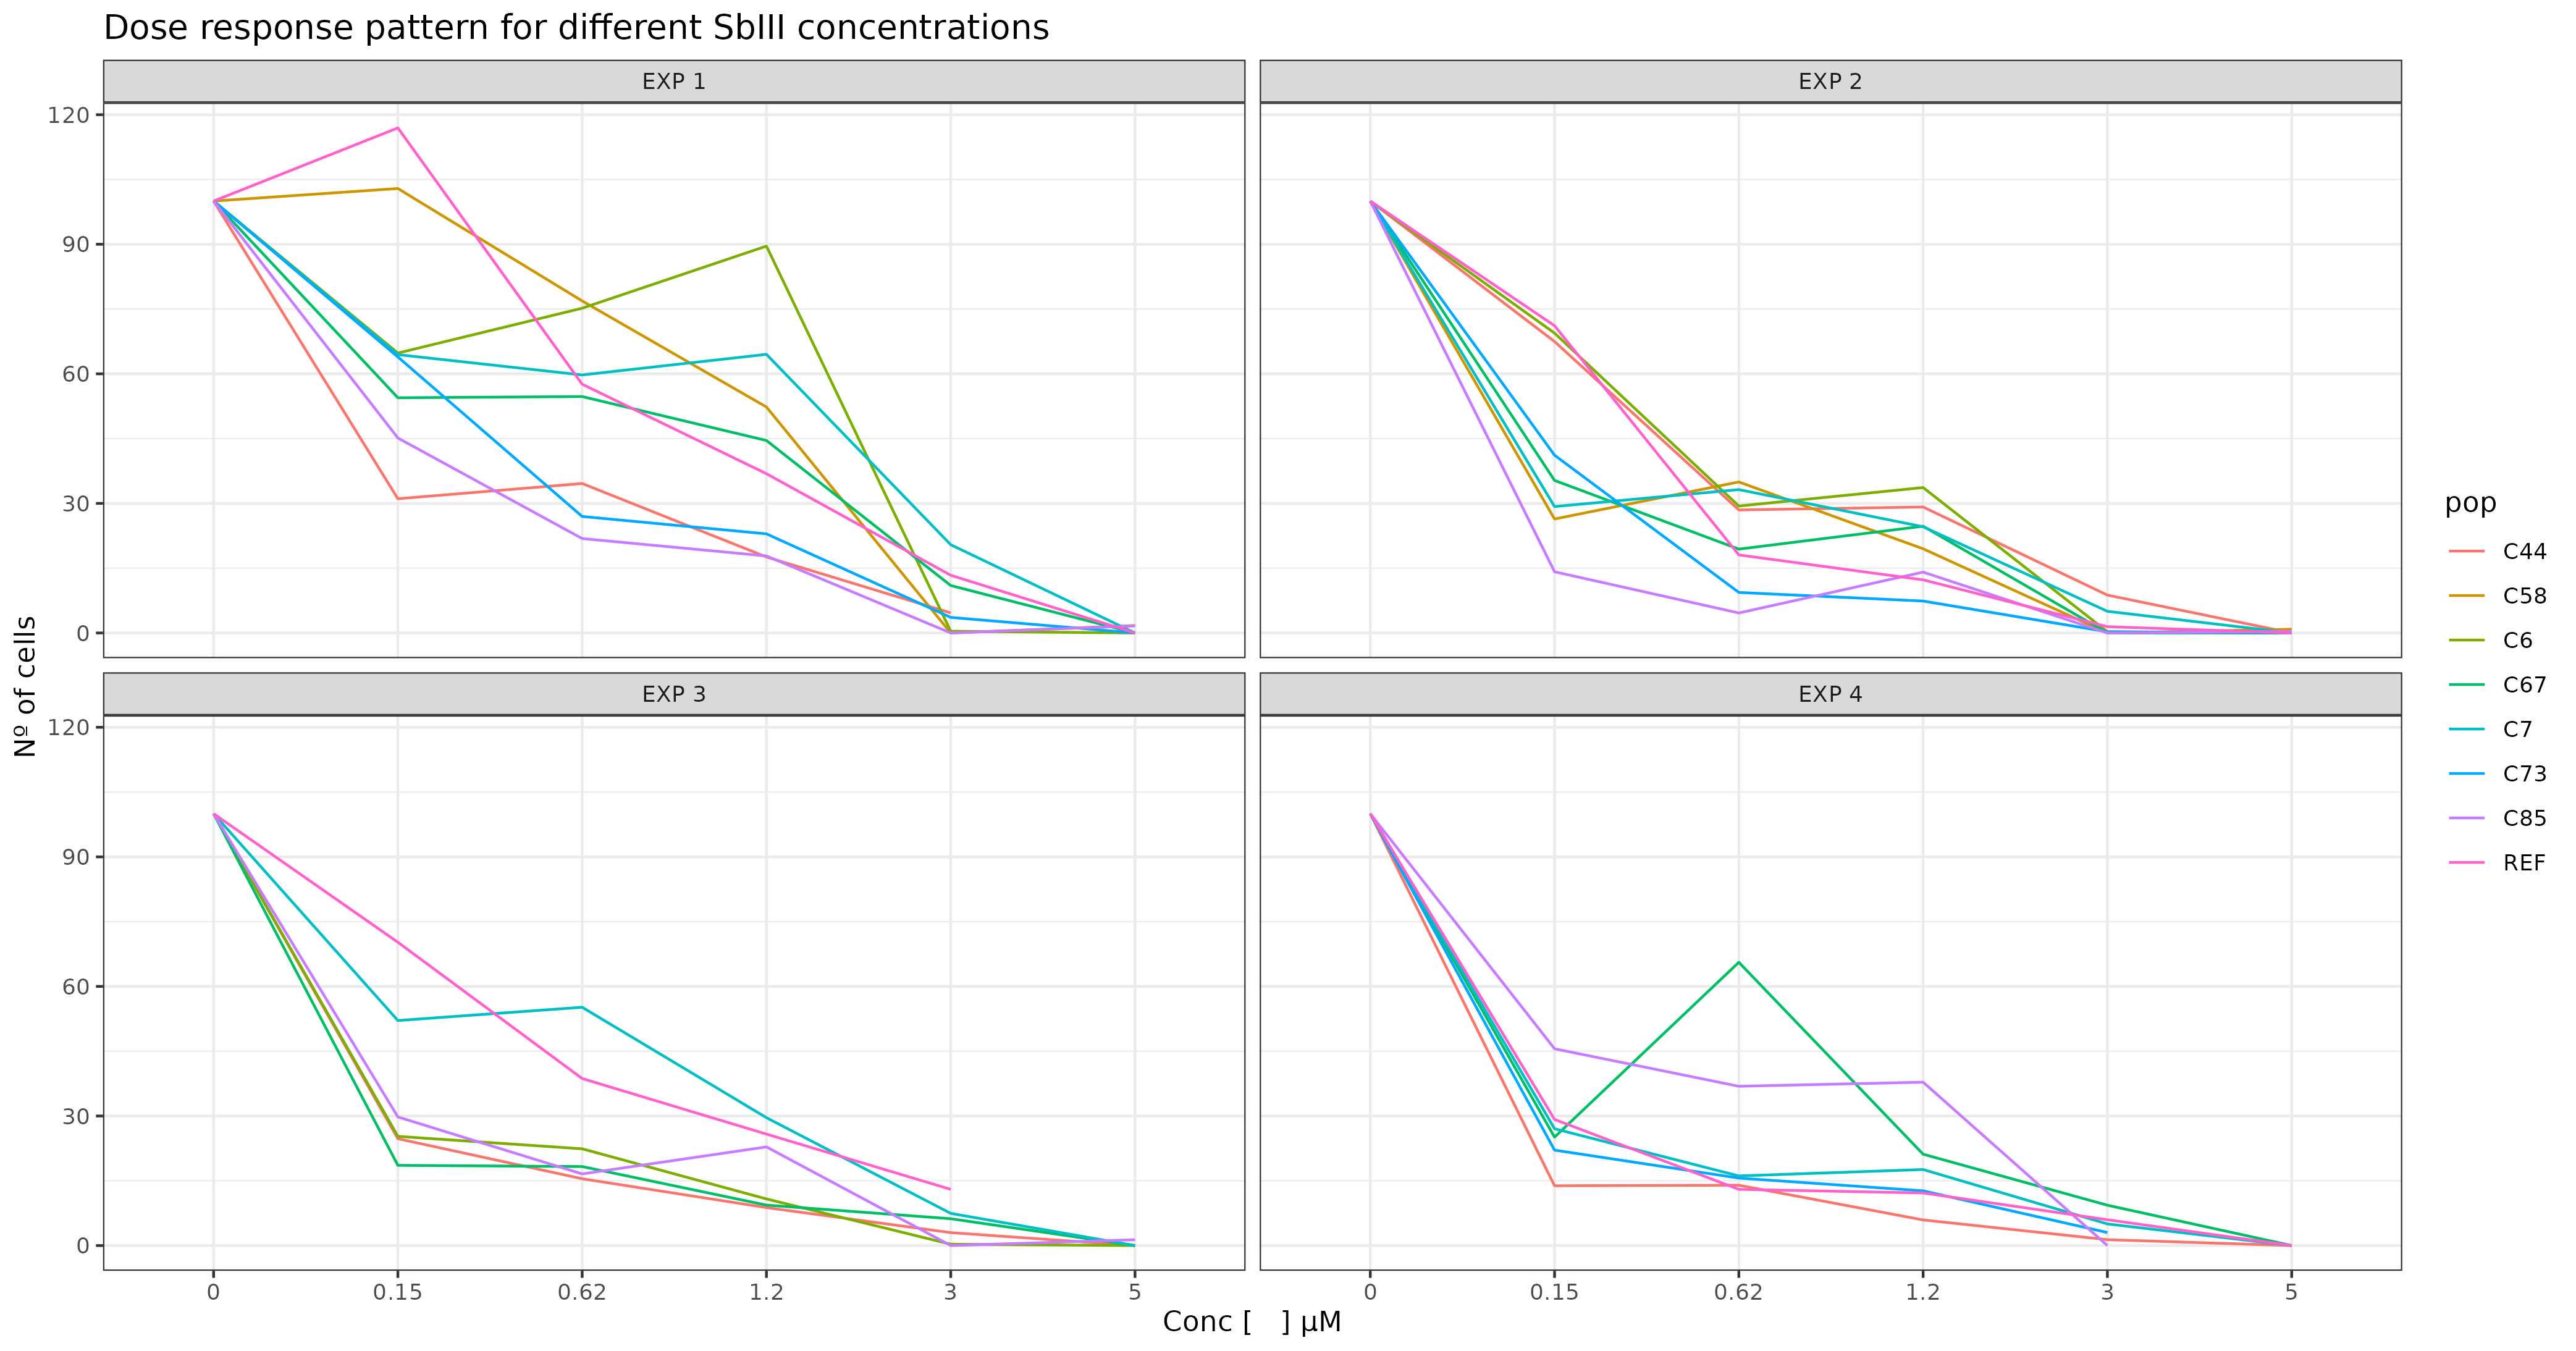 Dose response pattern for different SbIII concentrations
EXP 1
EXP 2
120
90
60
30
0
EXP 3
EXP 4
120
90
60
30
0
0
0.15
0.62
1.2
3
5
0
0.15
0.62
1.2
3
5
Conc [   ] µM
Nº of cells
pop
C44
C58
C6
C67
C7
C73
C85
REF